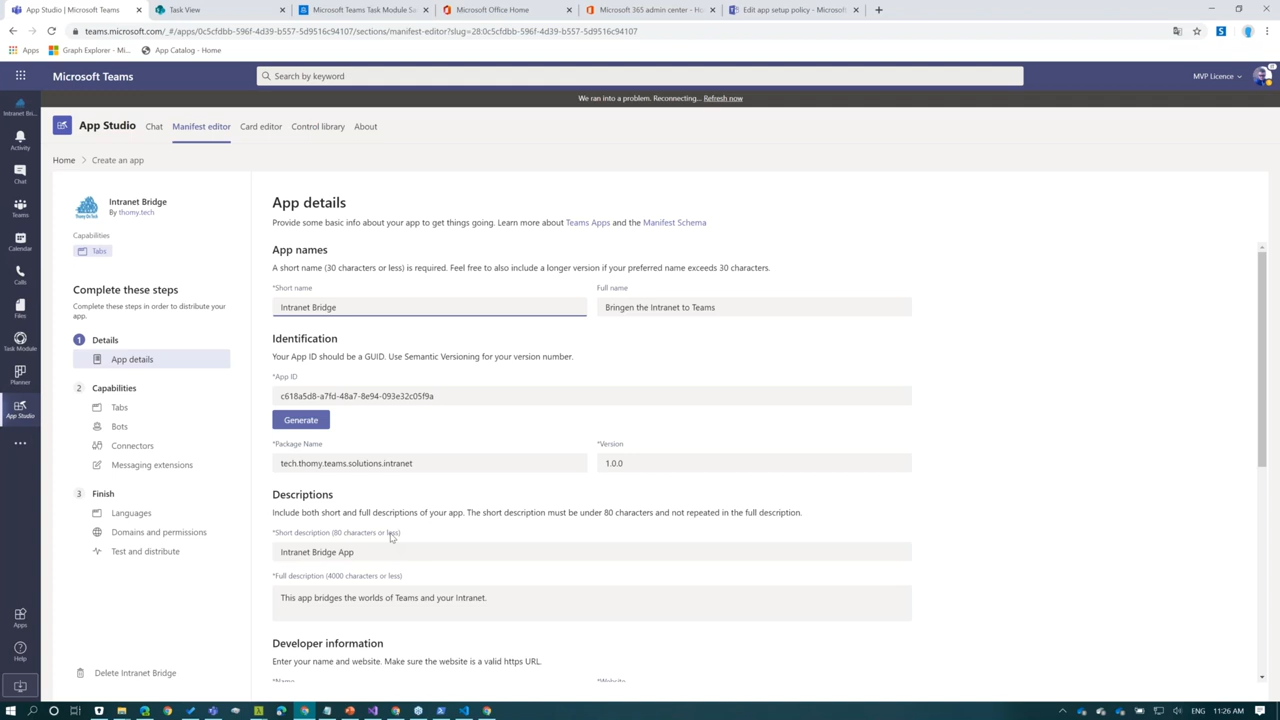 App Studio | Microsoft Teams
Task View
Microsoft Teams Task Module Sa
Microsoft Office Home
Microsoft 365 admin center - Ho
Edit app setup policy - Microsoft
teams.microsoft.com/_#/apps/0c5cfdbb-596f-4d39-b557-5d9516c94107/sections/manifest-editor?slug=28:0c5cfdbb-596f-4d39-b557-5d9516c94107
Apps
Graph Explorer - Mi...
App Catalog - Home
Microsoft Teams
Search by keyword
MVP Licence
We ran into a problem. Reconnecting... Refresh now
Intranet Bri...
Activity
Chat
Teams
Calendar
Calls
Files
Task Module
Planner
App Studio
Apps
Help
App Studio
Chat
Manifest editor
Card editor
Control library
About
Home > Create an app
Intranet Bridge
By thomy.tech
Capabilities
Tabs
Complete these steps
Complete these steps in order to distribute your
app.
1 Details
App details
2 Capabilities
Tabs
Bots
Connectors
Messaging extensions
3 Finish
Languages
Domains and permissions
Test and distribute
Delete Intranet Bridge
App details
Provide some basic info about your app to get things going. Learn more about Teams Apps and the Manifest Schema
App names
A short name (30 characters or less) is required. Feel free to also include a longer version if your preferred name exceeds 30 characters.
*Short name
Full name
Intranet Bridge
Bringen the Intranet to Teams
Identification
Your App ID should be a GUID. Use Semantic Versioning for your version number.
*App ID
c618a5d8-a7fd-48a7-8e94-093e32c05f9a
Generate
*Package Name
*Version
tech.thomy.teams.solutions.intranet
1.0.0
Descriptions
Include both short and full descriptions of your app. The short description must be under 80 characters and not repeated in the full description.
*Short description (80 characters or less)
Intranet Bridge App
*Full description (4000 characters or less)
This app bridges the worlds of Teams and your Intranet.
Developer information
Enter your name and website. Make sure the website is a valid https URL.
*Name
*Website
ENG
11:26 AM